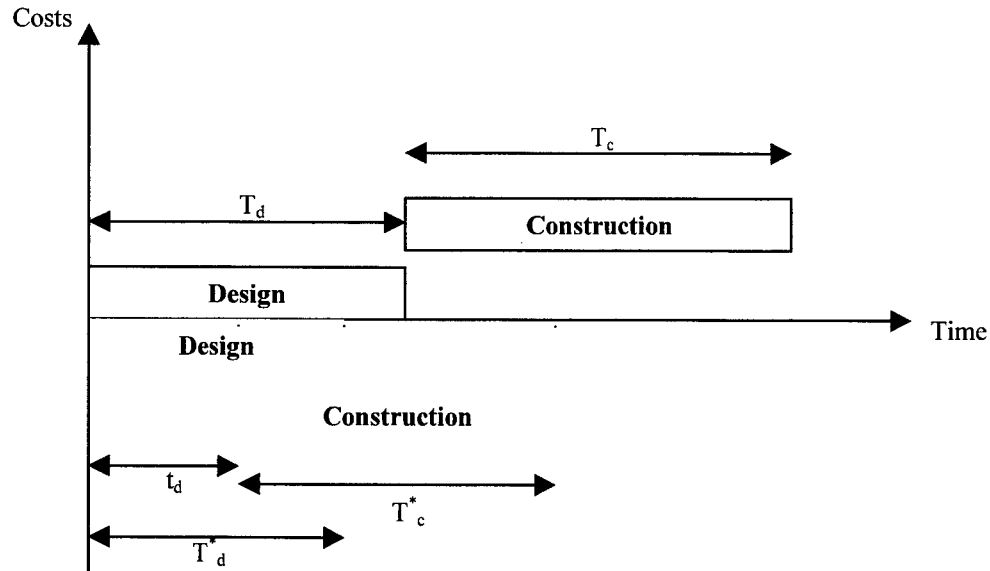 Costs
T_c
T_d
Construction
Design
Time
Design
Construction
t_d
T*_c
T*_d